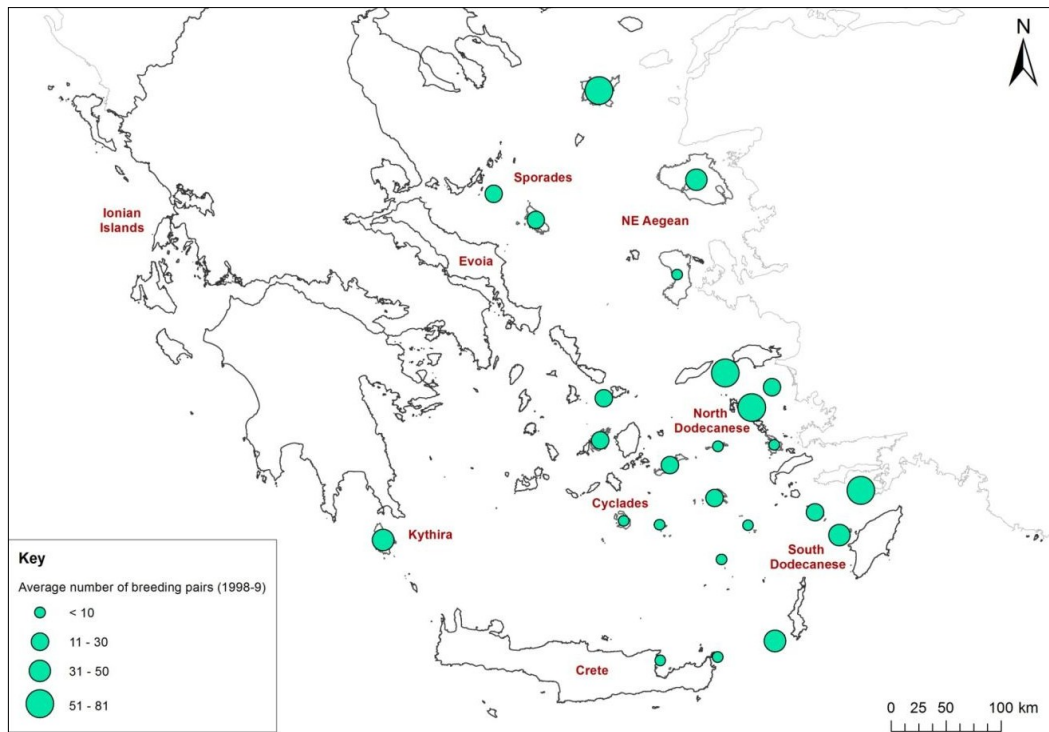 N
Sporades
Ionian
Islands
NE Aegean
Evoia
North
Dodecanese
Cyclades
Kythira
South
Dodecanese
Crete
Key
Average number of breeding pairs (1998-9)
< 10
11 - 30
31 - 50
51 - 81
0 25 50 100 km